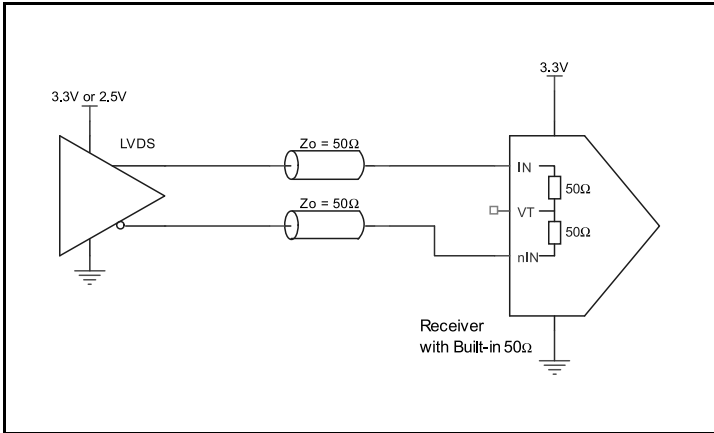 3.3V
3.3V or 2.5V
LVDS
Zo = 50Ω
IN
50Ω
Zo = 50Ω
VT
50Ω
nIN
Receiver
with Built-in 50Ω